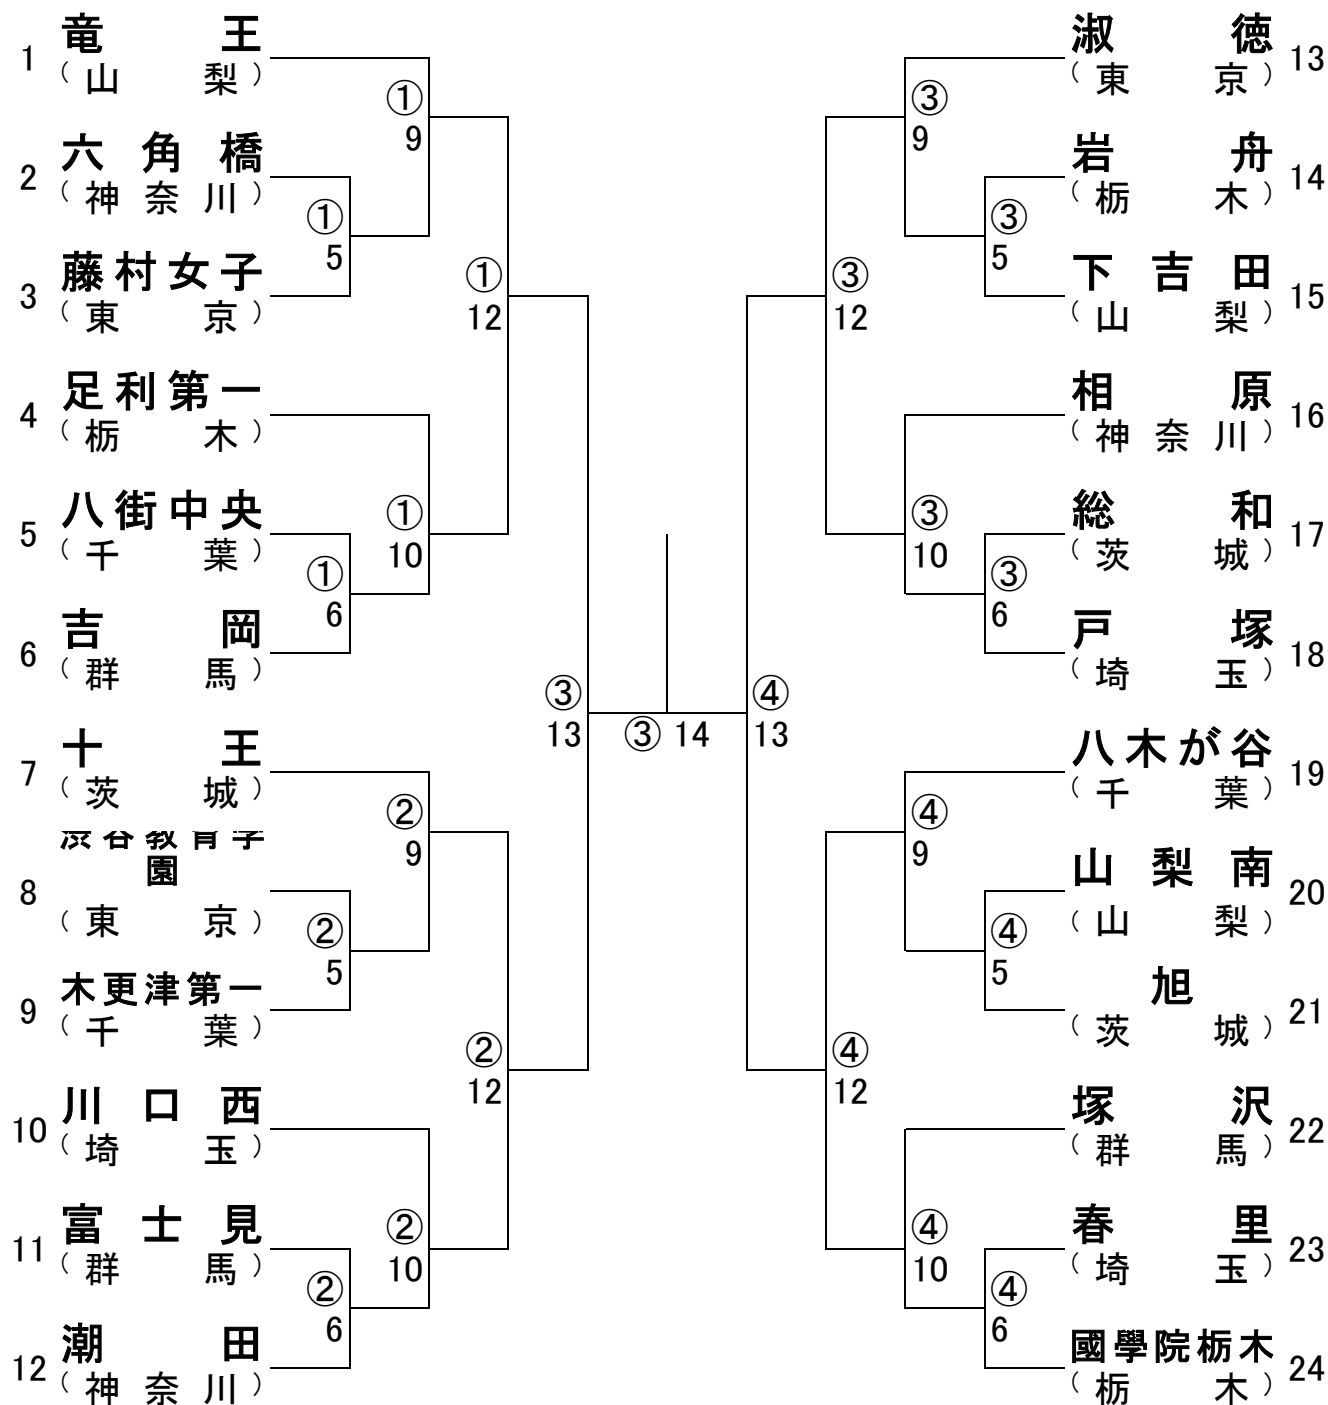 1 竜王
（山梨）
2 六角橋
（神奈川）
3 藤村女子
（東京）
4 足利第一
（栃木）
5 八街中央
（千葉）
6 吉岡
（群馬）
7 十王
（茨城）
8 渋谷教育学
園
（東京）
9 木更津第一
（千葉）
10 川口西
（埼玉）
11 富士見
（群馬）
12 潮田
（神奈川）
①
9
①
5
①
12
①
10
①
6
②
9
②
5
②
12
②
10
②
6
③
13
③ 14
④
13
③
9
③
5
③
12
③
10
③
6
④
9
④
5
④
12
④
10
④
6
淑徳 13
（東京）
岩舟 14
（栃木）
下吉田 15
（山梨）
相原 16
（神奈川）
総和 17
（茨城）
戸塚 18
（埼玉）
八木が谷 19
（千葉）
山梨南 20
（山梨）
旭 21
（茨城）
塚沢 22
（群馬）
春里 23
（埼玉）
國學院栃木 24
（栃木）